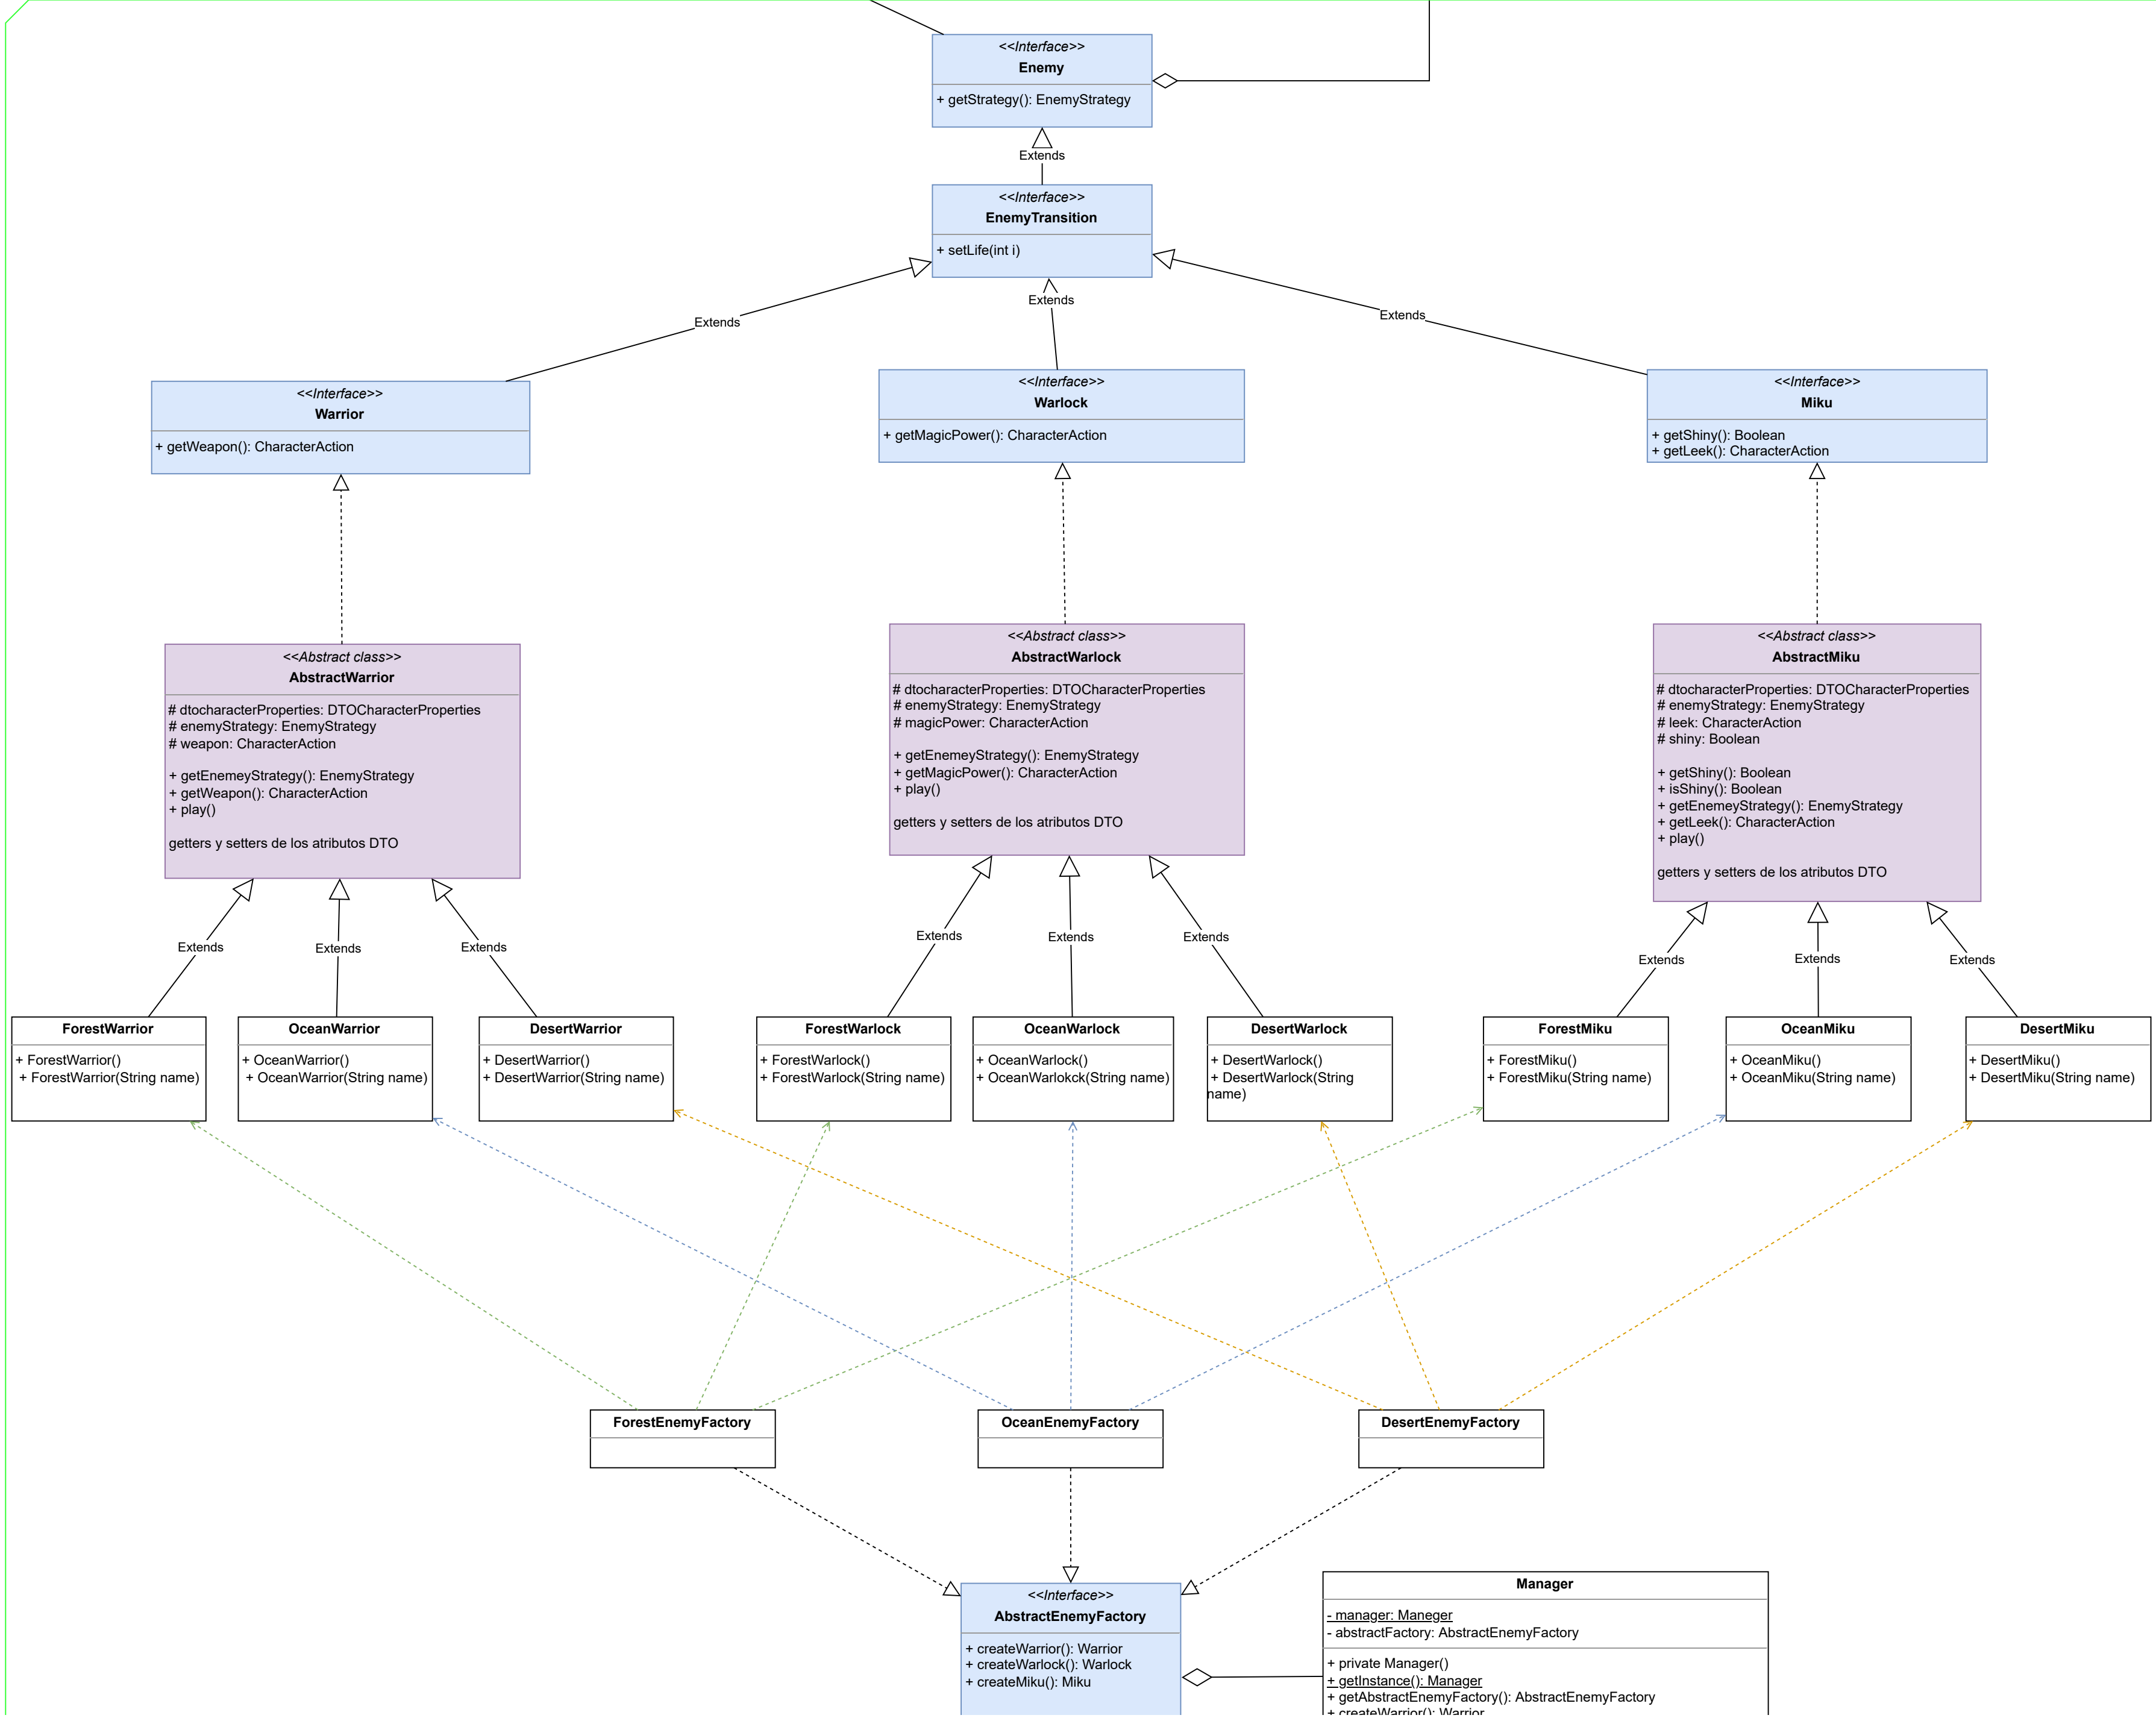 <<Interface>>
Enemy
+ getStrategy(): EnemyStrategy
Extends
<<Interface>>
EnemyTransition
+ setLife(int i)
Extends
Extends
Extends
<<Interface>>
Warrior
+ getWeapon(): CharacterAction
<<Interface>>
Warlock
+ getMagicPower(): CharacterAction
<<Interface>>
Miku
+ getShiny(): Boolean
+ getLeek(): CharacterAction
<<Abstract class>>
AbstractWarrior
# dtocharacterProperties: DTOCharacterProperties
# enemyStrategy: EnemyStrategy
# weapon: CharacterAction
+ getEnemeyStrategy(): EnemyStrategy
+ getWeapon(): CharacterAction
+ play()
getters y setters de los atributos DTO
<<Abstract class>>
AbstractWarlock
# dtocharacterProperties: DTOCharacterProperties
# enemyStrategy: EnemyStrategy
# magicPower: CharacterAction
+ getEnemeyStrategy(): EnemyStrategy
+ getMagicPower(): CharacterAction
+ play()
getters y setters de los atributos DTO
<<Abstract class>>
AbstractMiku
# dtocharacterProperties: DTOCharacterProperties
# enemyStrategy: EnemyStrategy
# leek: CharacterAction
# shiny: Boolean
+ getShiny(): Boolean
+ isShiny(): Boolean
+ getEnemeyStrategy(): EnemyStrategy
+ getLeek(): CharacterAction
+ play()
getters y setters de los atributos DTO
Extends
Extends
Extends
Extends
Extends
Extends
Extends
Extends
Extends
ForestWarrior
+ ForestWarrior()
+ ForestWarrior(String name)
OceanWarrior
+ OceanWarrior()
+ OceanWarrior(String name)
DesertWarrior
+ DesertWarrior()
+ DesertWarrior(String name)
ForestWarlock
+ ForestWarlock()
+ ForestWarlock(String name)
OceanWarlock
+ OceanWarlock()
+ OceanWarlokck(String name)
DesertWarlock
+ DesertWarlock()
+ DesertWarlock(String
name)
ForestMiku
+ ForestMiku()
+ ForestMiku(String name)
OceanMiku
+ OceanMiku()
+ OceanMiku(String name)
DesertMiku
+ DesertMiku()
+ DesertMiku(String name)
ForestEnemyFactory
OceanEnemyFactory
DesertEnemyFactory
<<Interface>>
AbstractEnemyFactory
+ createWarrior(): Warrior
+ createWarlock(): Warlock
+ createMiku(): Miku
Manager
- manager: Maneger
- abstractFactory: AbstractEnemyFactory
+ private Manager()
+ getInstance(): Manager
+ getAbstractEnemyFactory(): AbstractEnemyFactory
+ createWarrior(): Warrior